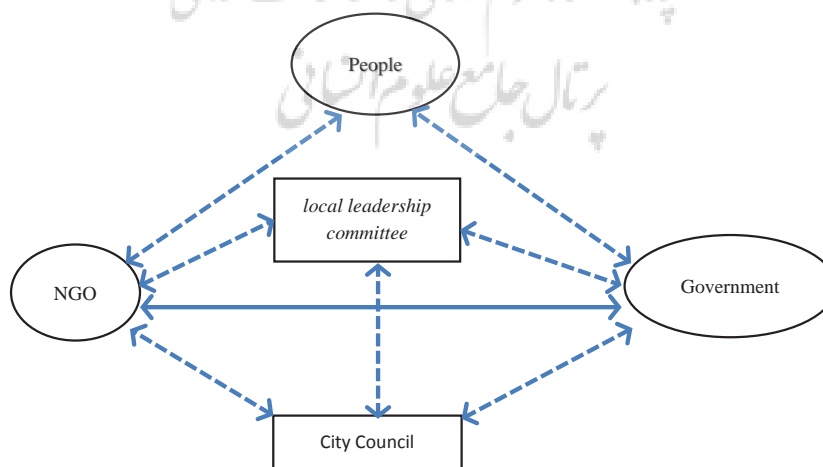 پرتال جامع علوم انسانی
People
local leadership
committee
NGO
Government
City Council